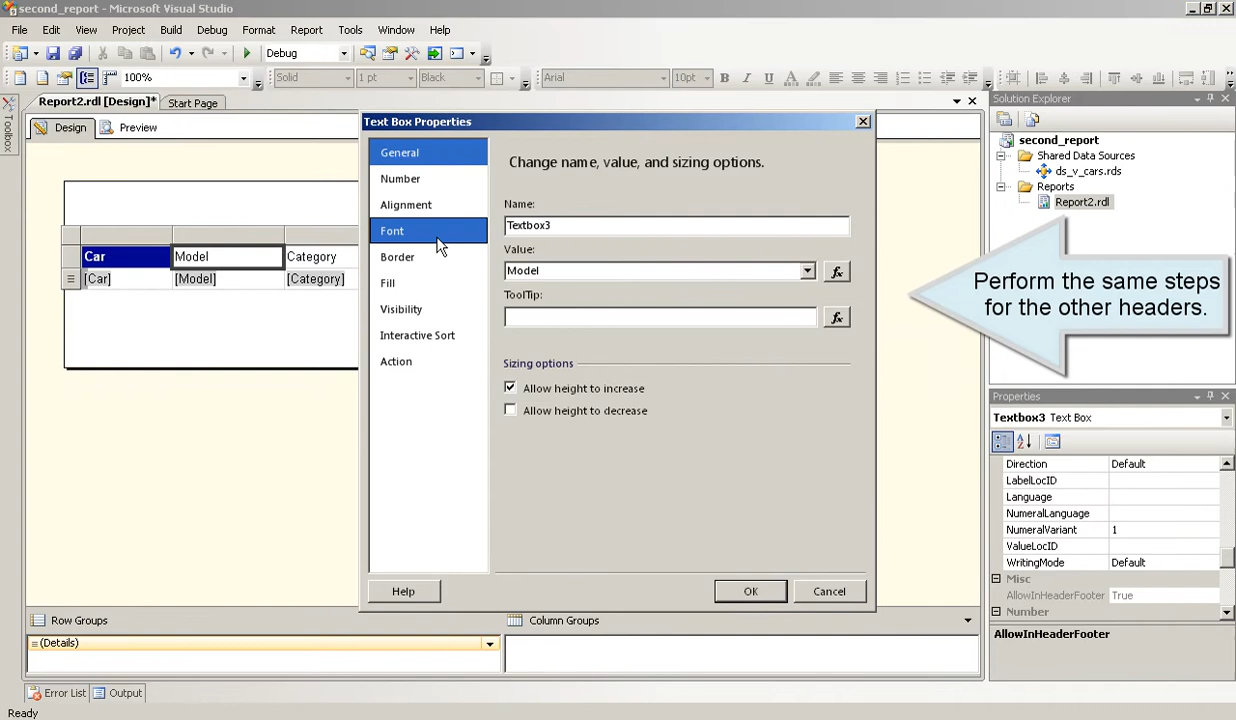 second_report - Microsoft Visual Studio
File Edit View Project Build Debug Format Report Tools Window Help
Debug
100% Solid 1 pt Black Arial 10pt B I U A
Report2.rdl [Design]* Start Page
Design Preview
Toolbox
Car Model Category
[Car] [Model] [Category]
Text Box Properties
General
Number
Alignment
Font
Border
Fill
Visibility
Interactive Sort
Action
Change name, value, and sizing options.
Name:
Textbox3
Value:
Model
fx
ToolTip:
fx
Sizing options
Allow height to increase
Allow height to decrease
Help OK Cancel
Solution Explorer
second_report
Shared Data Sources
ds_v_cars.rds
Reports
Report2.rdl
Perform the same steps
for the other headers.
Properties
Textbox3 Text Box
Direction Default
LabelLocID
Language
NumeralLanguage
NumeralVariant 1
ValueLocID
WritingMode Default
Misc
AllowInHeaderFooter True
Number
AllowInHeaderFooter
Row Groups Column Groups
(Details)
Error List Output
Ready